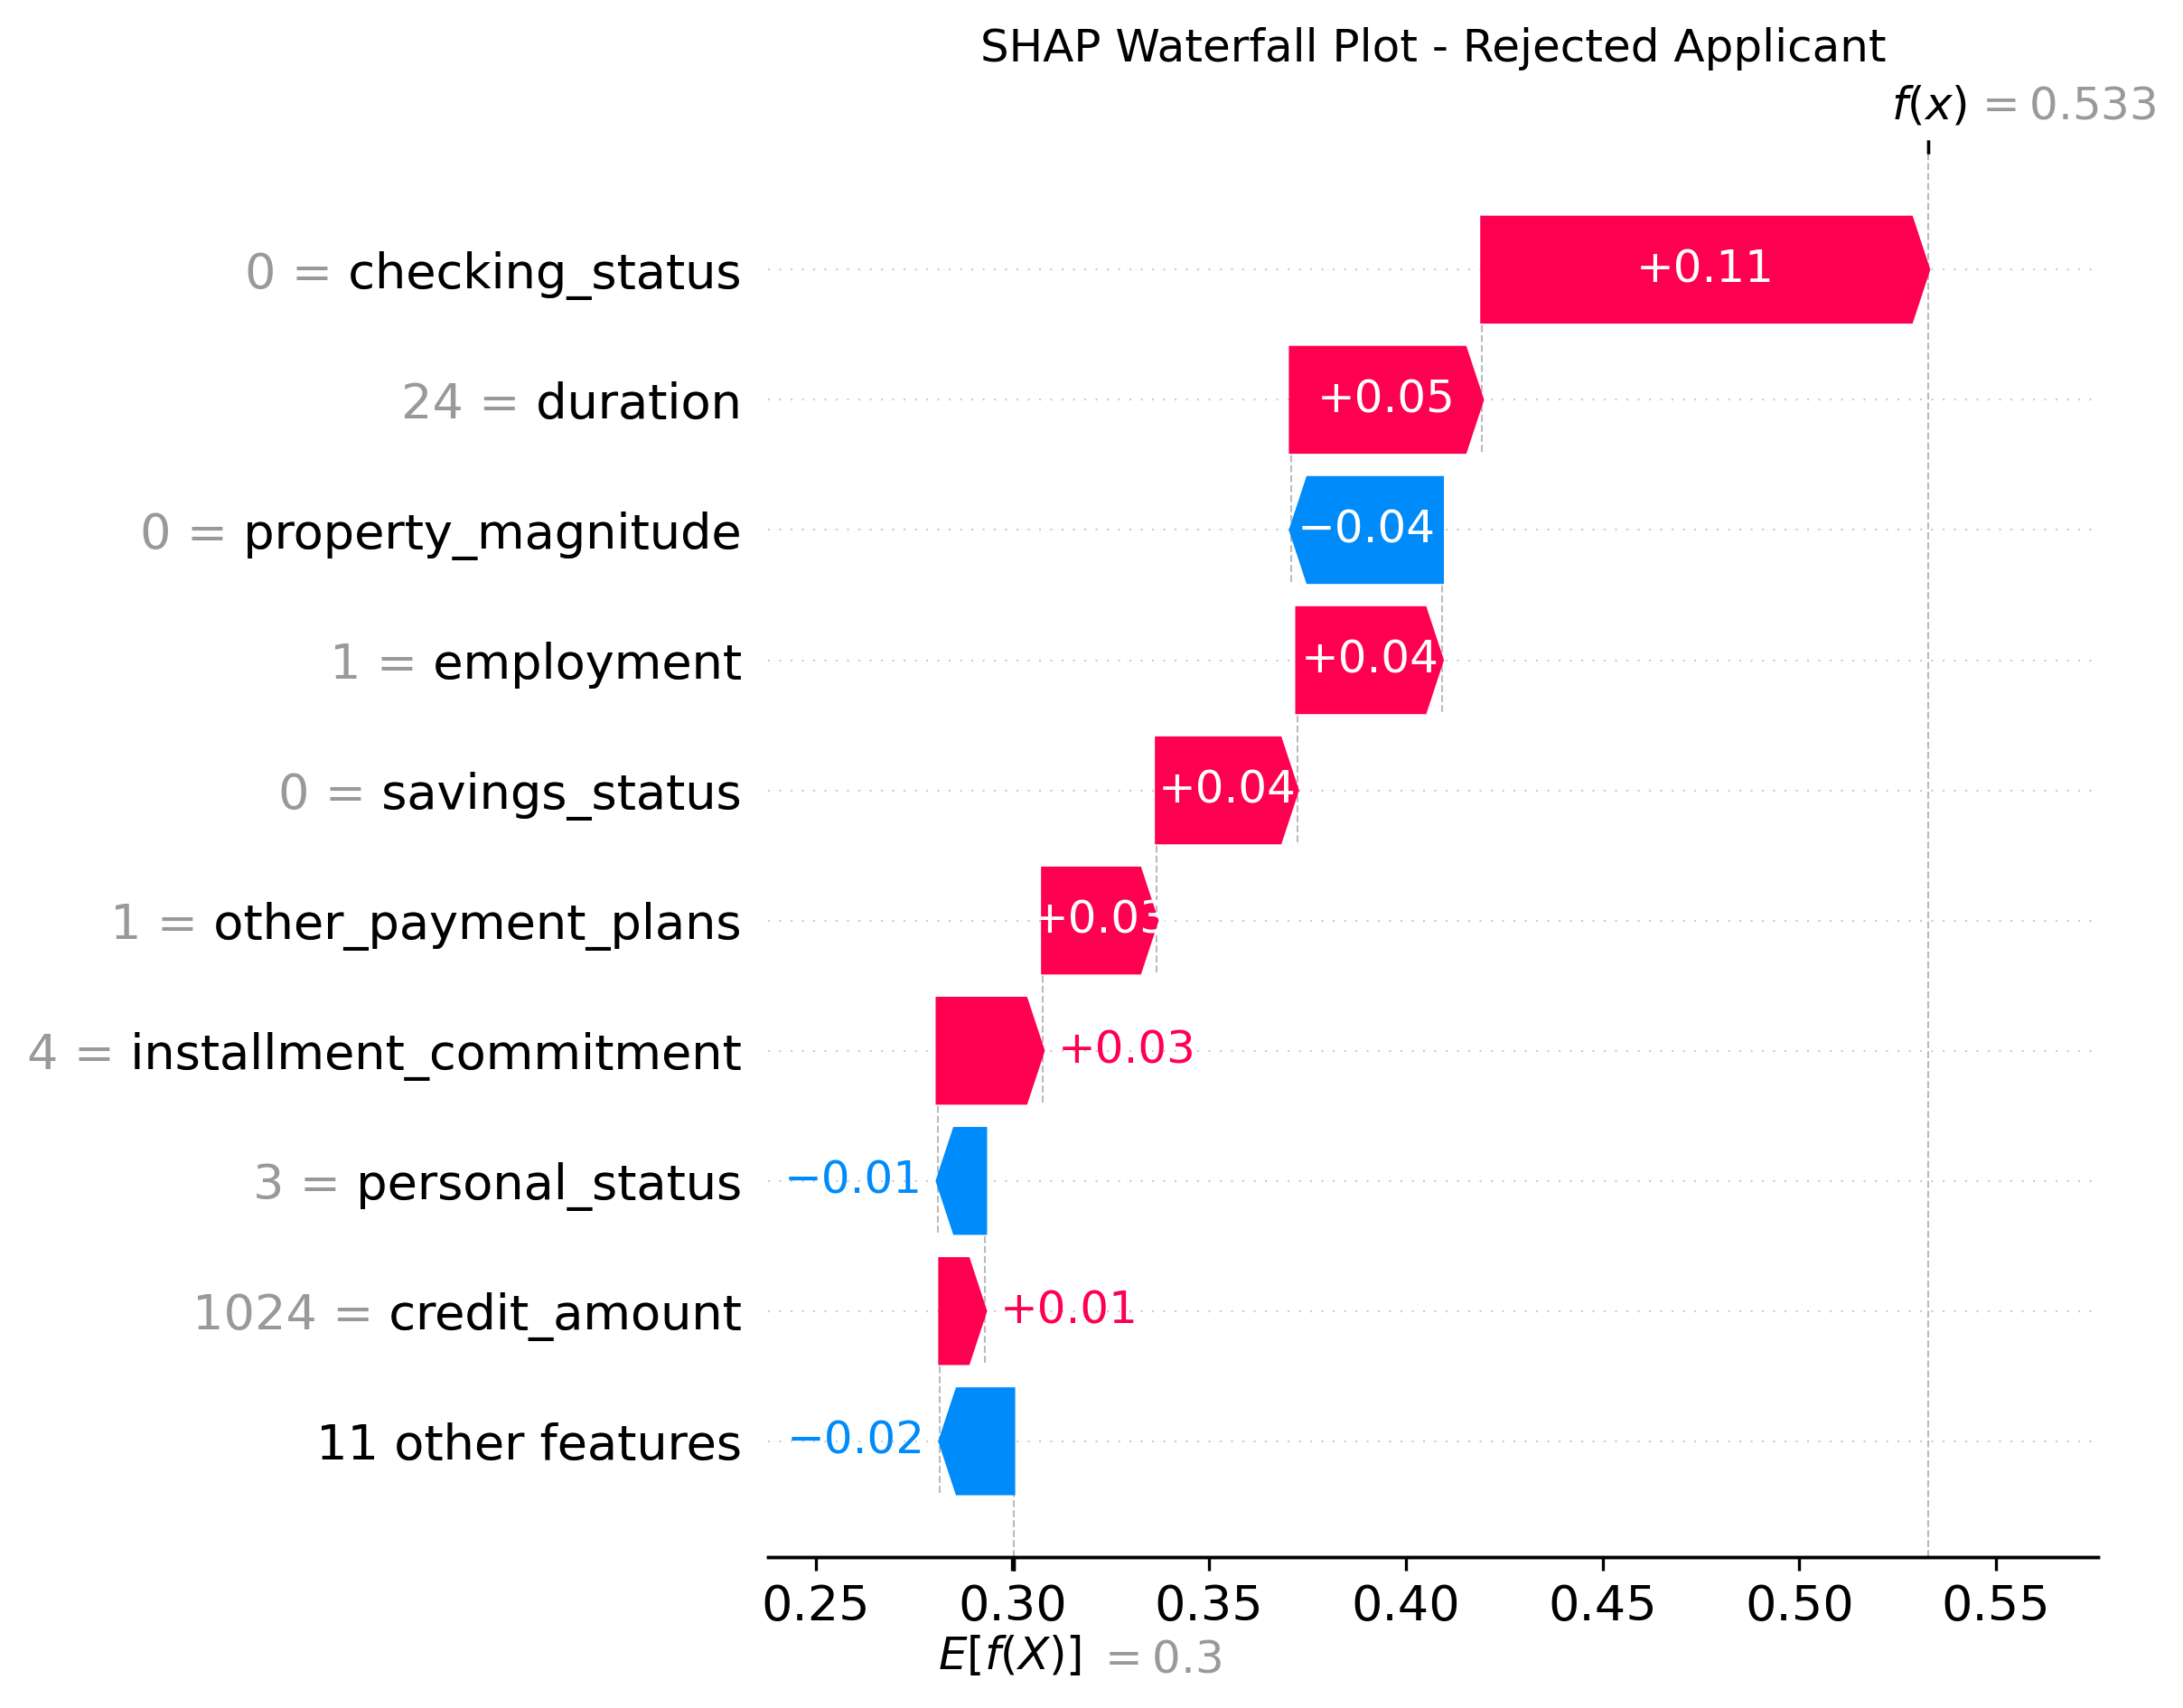 SHAP Waterfall Plot - Rejected Applicant
f(x) = 0.533
0 = checking_status +0.11
24 = duration +0.05
0 = property_magnitude −0.04
1 = employment +0.04
0 = savings_status +0.04
1 = other_payment_plans +0.03
4 = installment_commitment +0.03
3 = personal_status −0.01
1024 = credit_amount +0.01
11 other features −0.02
0.25 0.30 0.35 0.40 0.45 0.50 0.55
E[f(X)] = 0.3